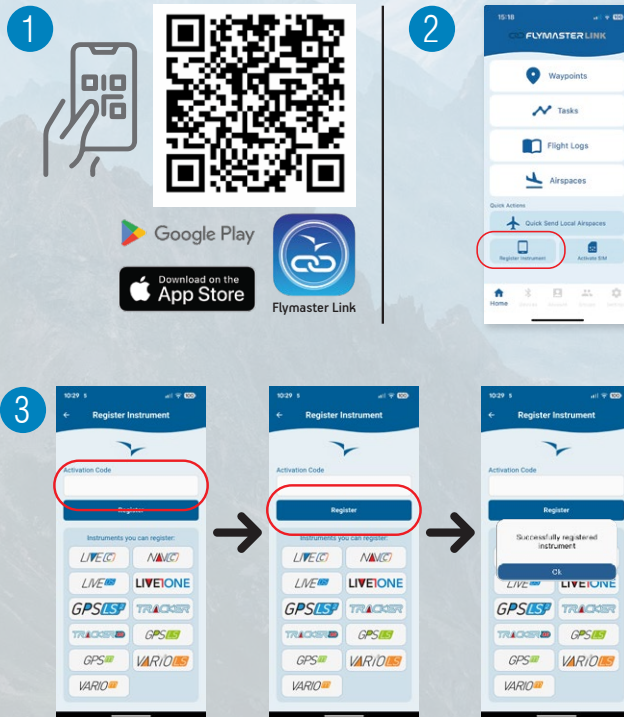 1
Google Play
Download on the
App Store
Flymaster Link
2
15:18
FLYMASTER LINK
Waypoints
Tasks
Flight Logs
Airspaces
Quick Actions
Quick Send Local Airspaces
Register Instrument
Activate SIM
Home
3
10:29
Register Instrument
Activation Code
Register
Instruments you can register:
LIVE
NAV
LIVE
LIVE ONE
GPS LS
TRACKER
TRACKER
GPS LS
GPS
VARIO LS
VARIO
10:29
Register Instrument
Activation Code
Register
Instruments you can register:
LIVE
NAV
LIVE
LIVE ONE
GPS LS
TRACKER
TRACKER
GPS LS
GPS
VARIO LS
VARIO
10:29
Register Instrument
Activation Code
Register
Successfully registered
instrument
Ok
LIVE
LIVE ONE
GPS LS
TRACKER
TRACKER
GPS LS
GPS
VARIO LS
VARIO